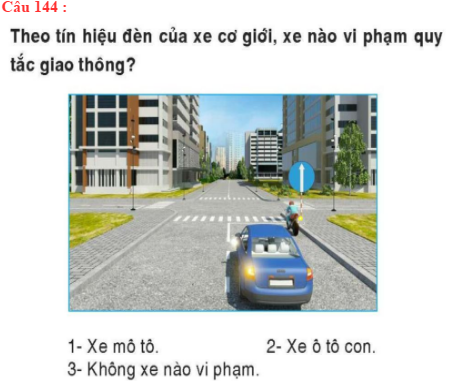 Câu 144 :
Theo tín hiệu đèn của xe cơ giới, xe nào vi phạm quy
tắc giao thông?
1- Xe mô tô.
2- Xe ô tô con.
3- Không xe nào vi phạm.